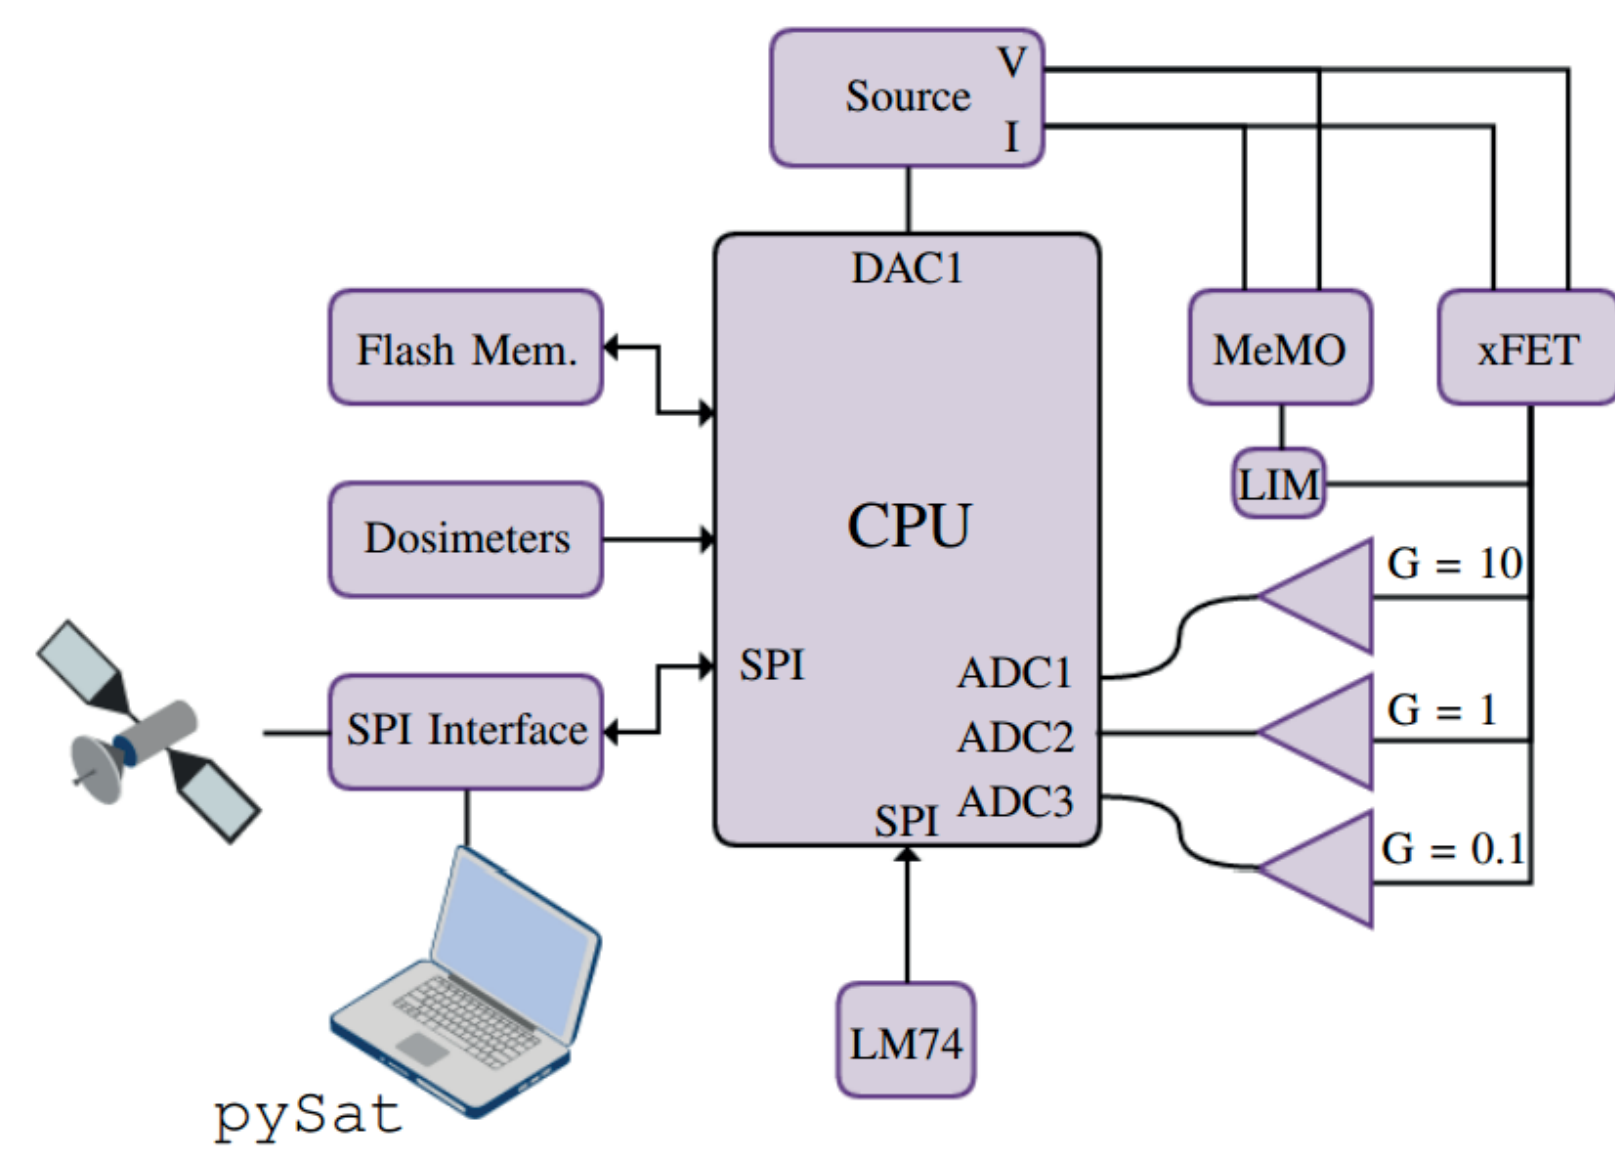 V
Source
I
DAC1
Flash Mem.
MeMO
xFET
LIM
Dosimeters
CPU
G = 10
SPI
ADC1
G = 1
SPI Interface
ADC2
ADC3
SPI
G = 0.1
LM74
pySat